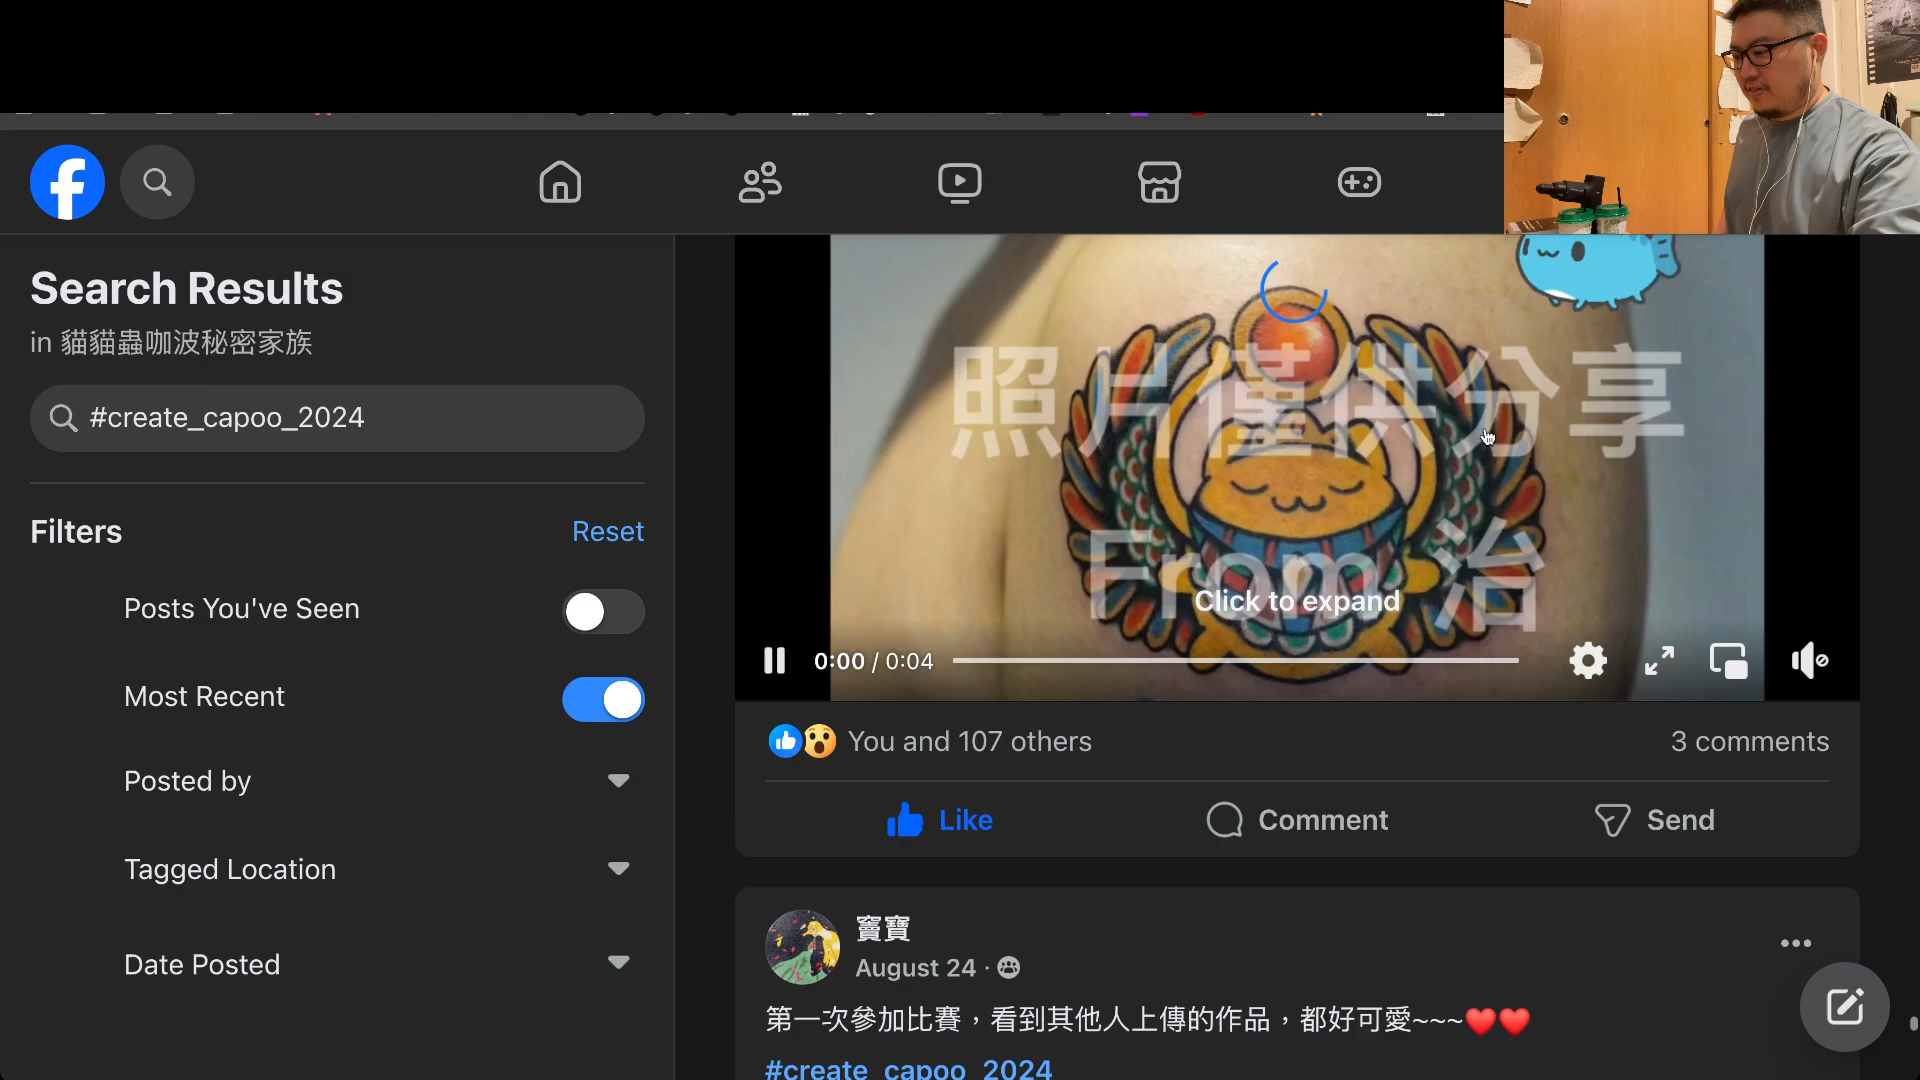 Search Results
in 貓貓蟲咖波秘密家族
#create_capoo_2024
Filters
Reset
Posts You've Seen
Most Recent
Posted by
Tagged Location
Date Posted
照片僅供分享
From 治
Click to expand
0:00 / 0:04
You and 107 others
3 comments
Like
Comment
Send
竇寶
August 24 ·
第一次參加比賽，看到其他人上傳的作品，都好可愛~~~❤️❤️
#create_capoo_2024